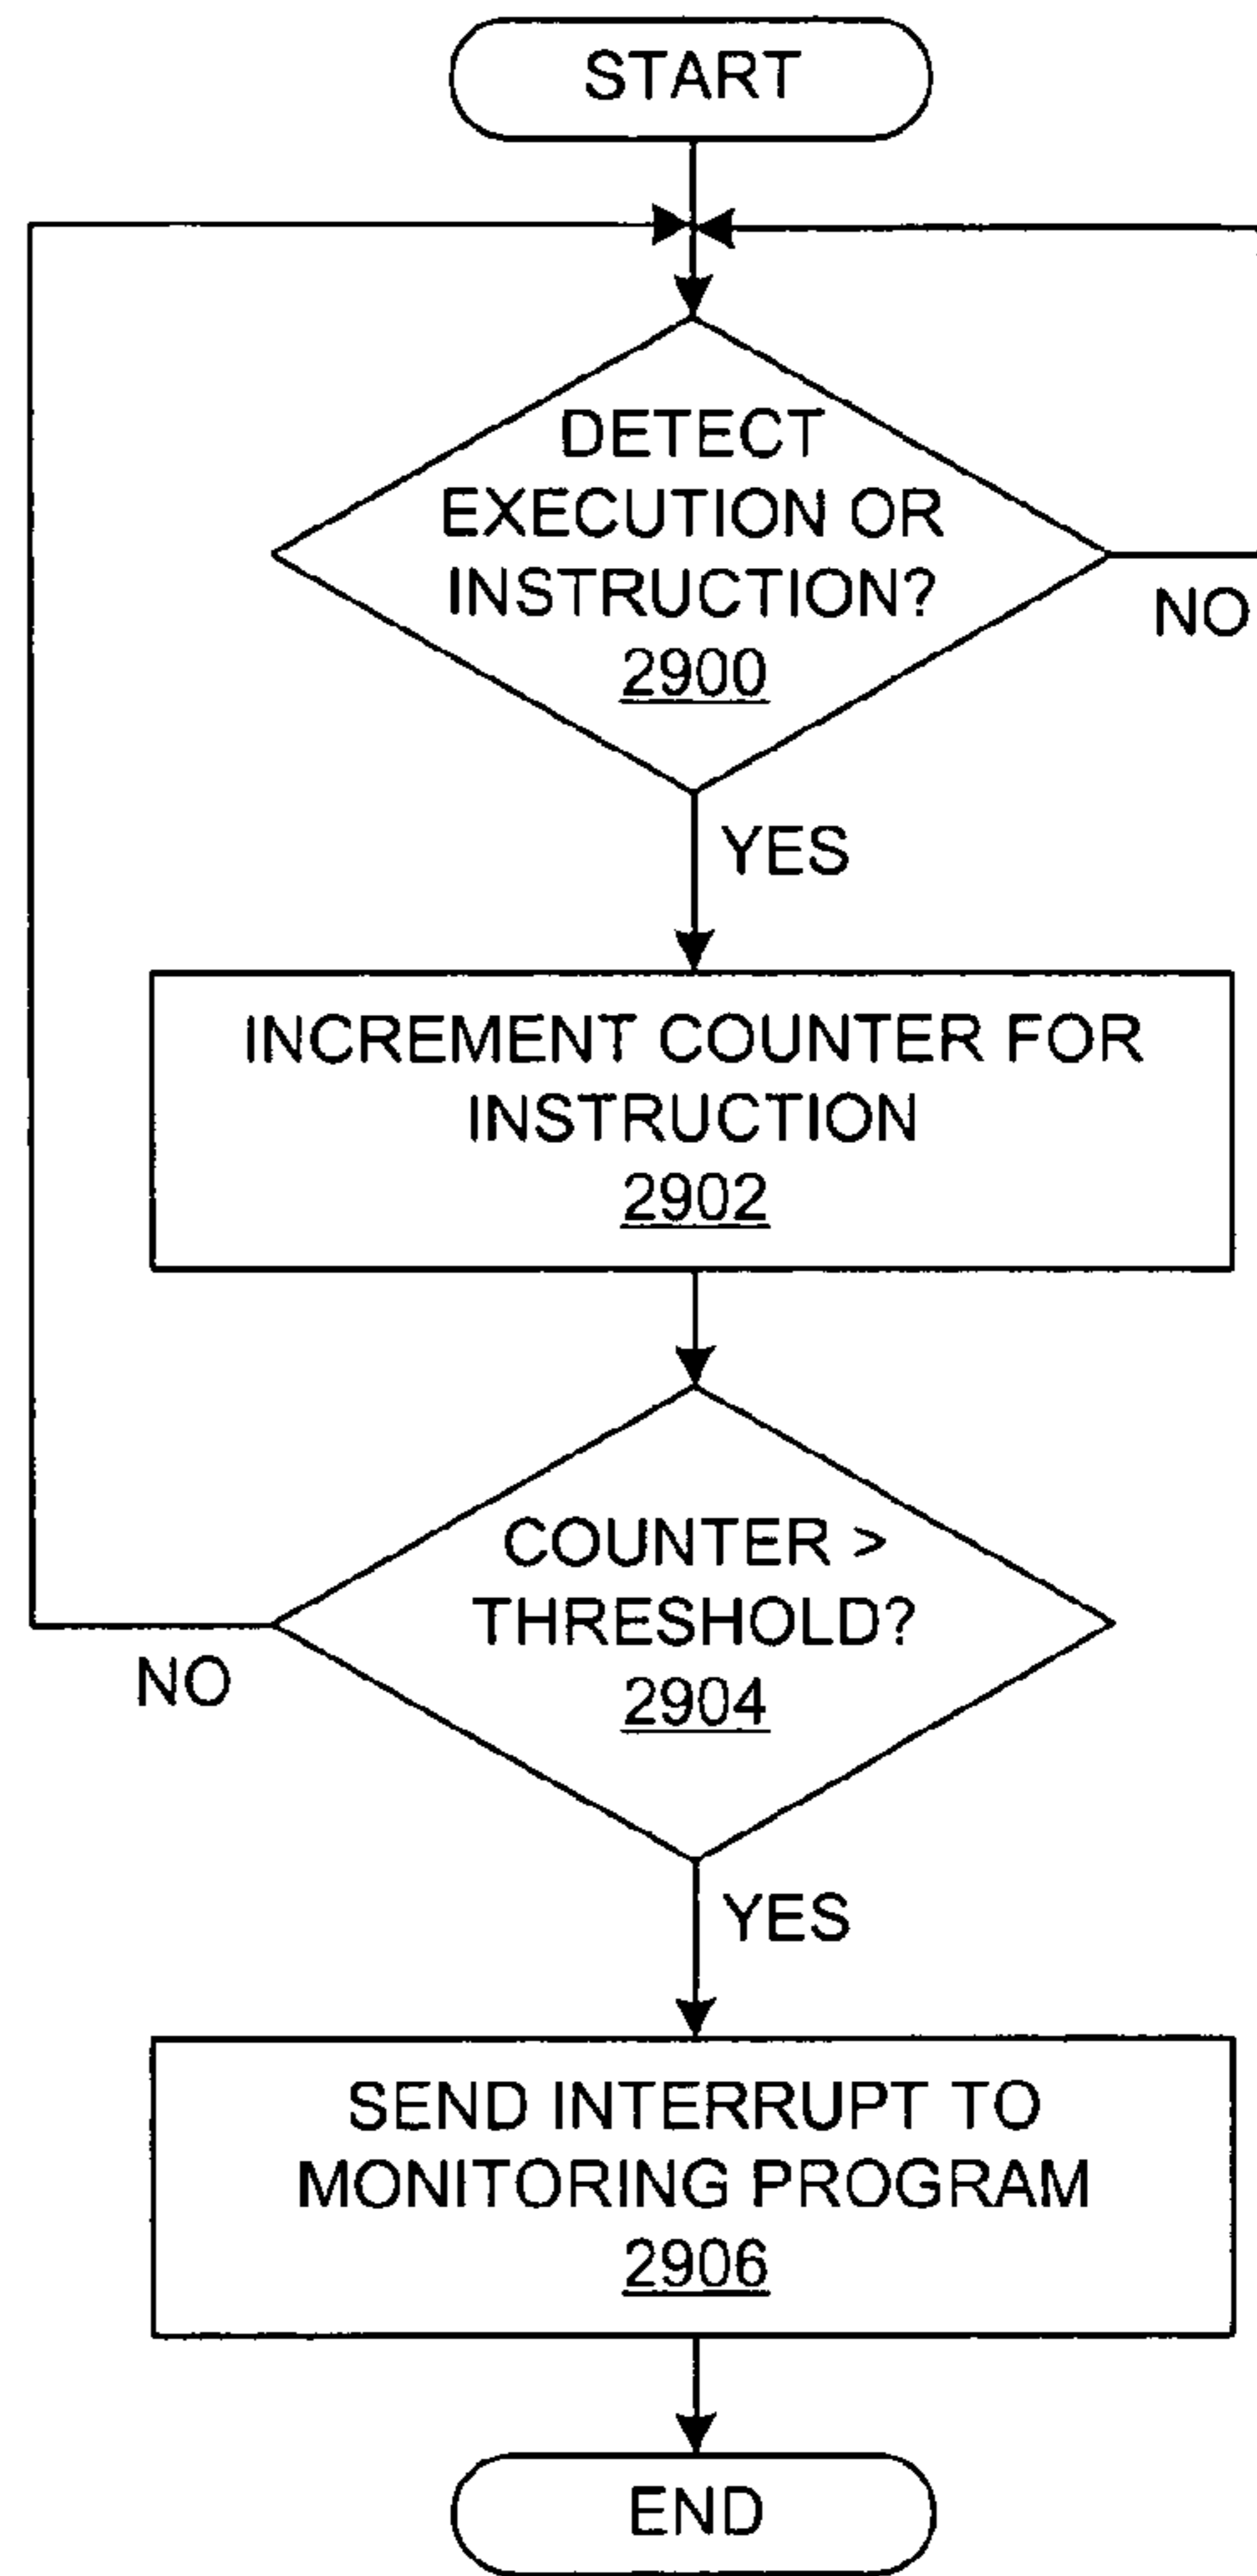 START
DETECT
EXECUTION OR
INSTRUCTION?
2900
NO
YES
INCREMENT COUNTER FOR
INSTRUCTION
2902
COUNTER >
THRESHOLD?
2904
NO
YES
SEND INTERRUPT TO
MONITORING PROGRAM
2906
END